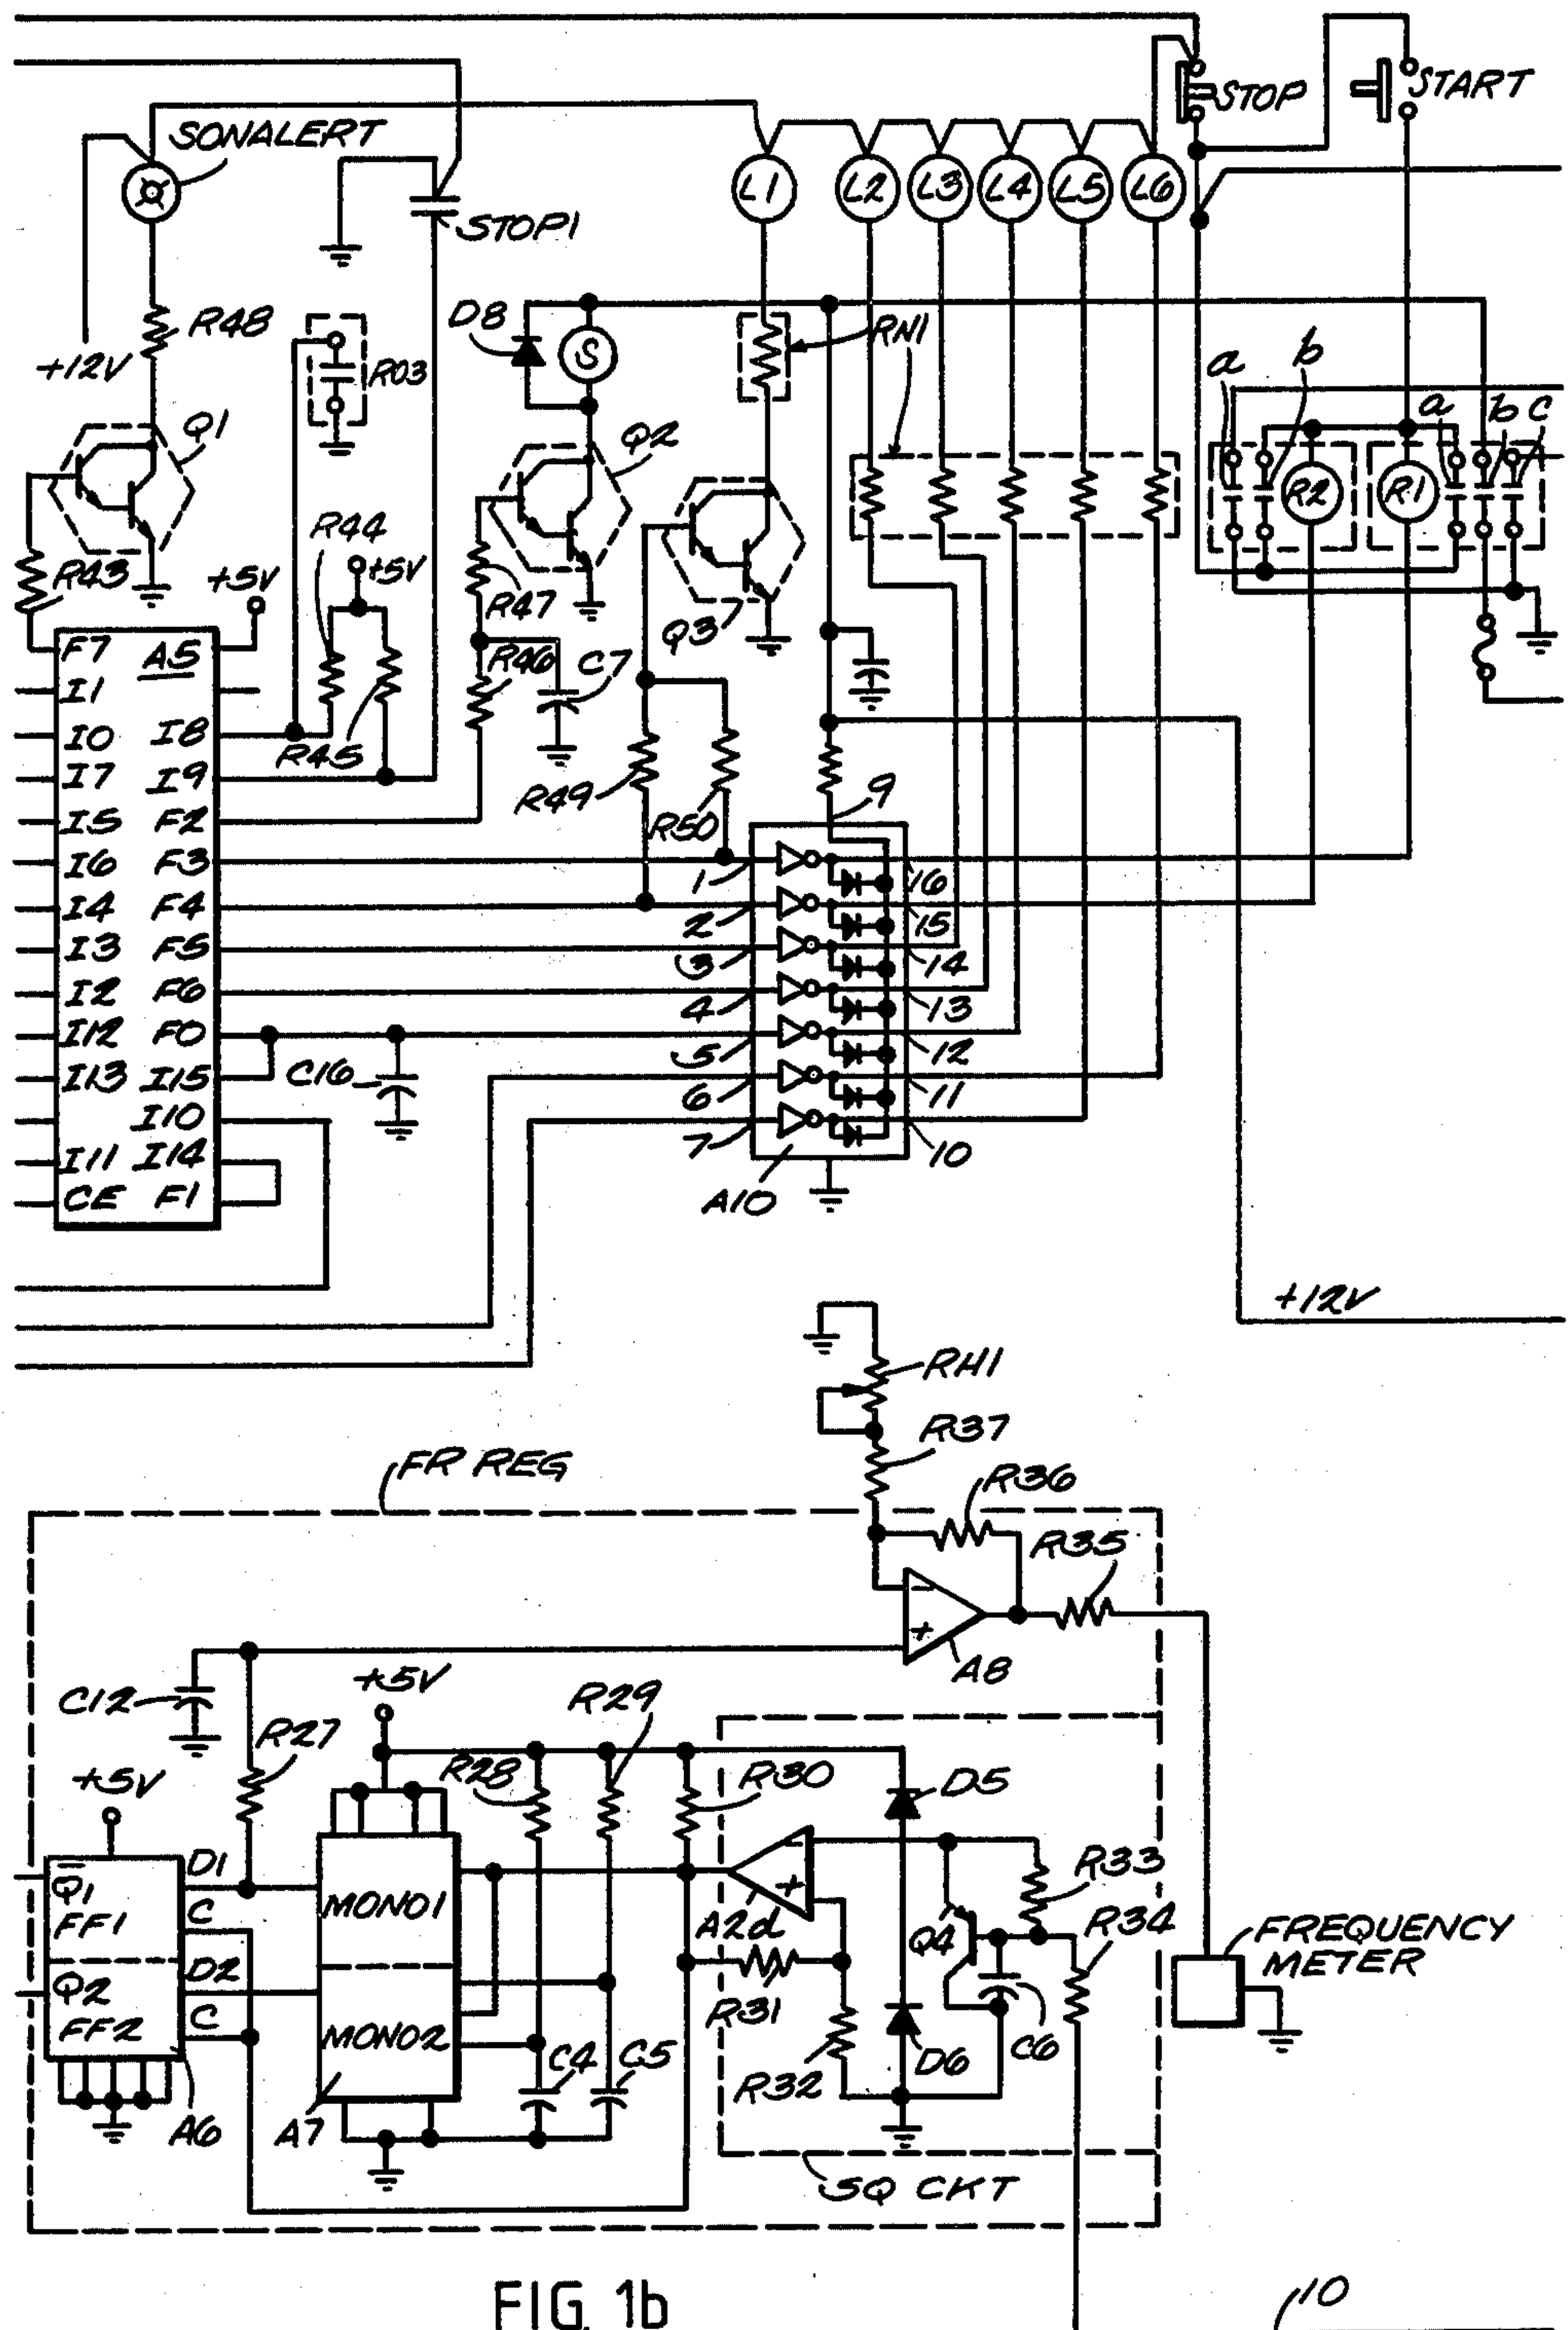 SONALERT
STOP
START
L1 L2 L3 L4 L5 L6
STOP1
R48
D8
S
RN1
+12V
R03
a b
a b c
Q1
Q2
R2 R1
R44
+5V
+5V
R43
R47
Q3
F7 A5
R46 C7
I1
I0 I8
R45
I7 I9
R49
9
I5 F2
R50
I6 F3
1 16
I4 F4
2 15
I3 F5
3 14
I2 F6
4 13
I12 F0
5 12
I13 I15
C16
6 11
I10
7 10
I11 I14
CE F1
A10
+12V
RH1
R37
FR REG
R36
R35
-
+
A8
+5V
C12
R29
R27
R28
R30
D5
+5V
D1
Q1
FF1
C
MONO1
-
+
A2d
R33
Q4
R34
FREQUENCY
METER
D2
Q2
FF2
C
R31
MONO2
C4 C5
R32
D6
C6
A6
A7
SQ CKT
FIG. 1b
10